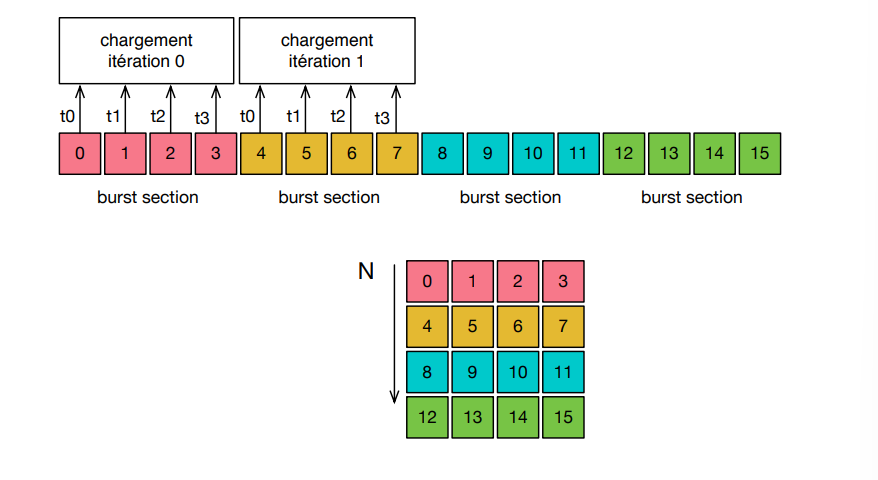 chargement
itération 0
chargement
itération 1
t0 t1 t2 t3 t0 t1 t2 t3
0 1 2 3 4 5 6 7 8 9 10 11 12 13 14 15
burst section burst section burst section burst section
N
0 1 2 3
4 5 6 7
8 9 10 11
12 13 14 15